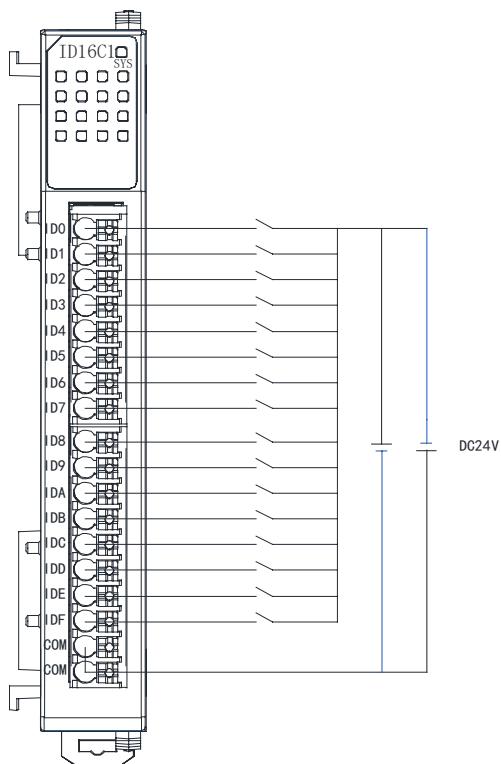 ID16C1
SYS
ID0
ID1
ID2
ID3
ID4
ID5
ID6
ID7
ID8
ID9
IDA
IDB
IDC
IDD
IDE
IDF
COM
COM
DC24V